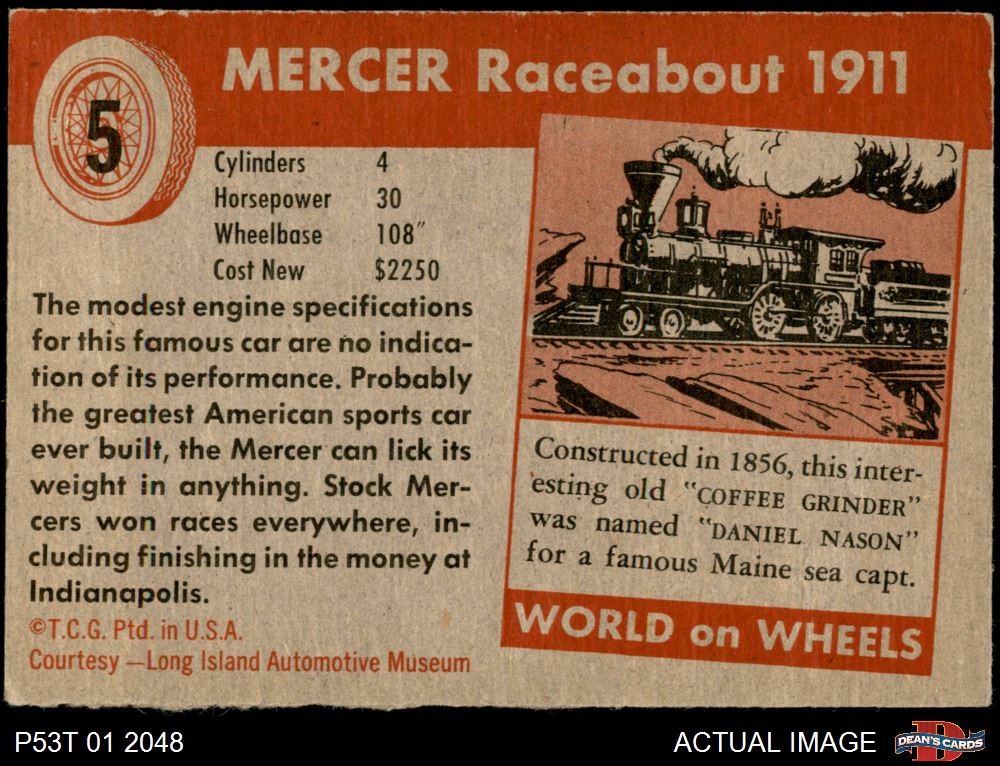 5
MERCER Raceabout 1911
Cylinders 4
Horsepower 30
Wheelbase 108"
Cost New $2250
The modest engine specifications
for this famous car are no indica-
tion of its performance. Probably
the greatest American sports car
ever built, the Mercer can lick its
weight in anything. Stock Mer-
cers won races everywhere, in-
cluding finishing in the money at
Indianapolis.
©T.C.G. Ptd. in U.S.A.
Courtesy—Long Island Automotive Museum
Constructed in 1856, this inter-
esting old "COFFEE GRINDER"
was named "DANIEL NASON"
for a famous Maine sea capt.
WORLD on WHEELS
P53T 01 2048
ACTUAL IMAGE
D
DEAN'S CARDS